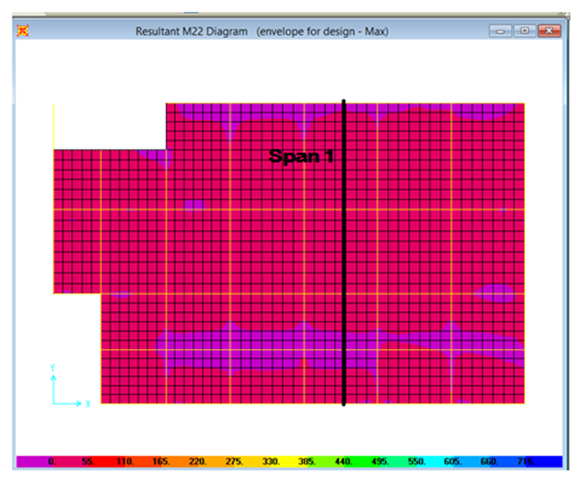 Resultant M22 Diagram (envelope for design - Max)
Span 1
Y
X
0. 55. 110. 165. 220. 275. 330. 385. 440. 495. 550. 605. 660. 715.